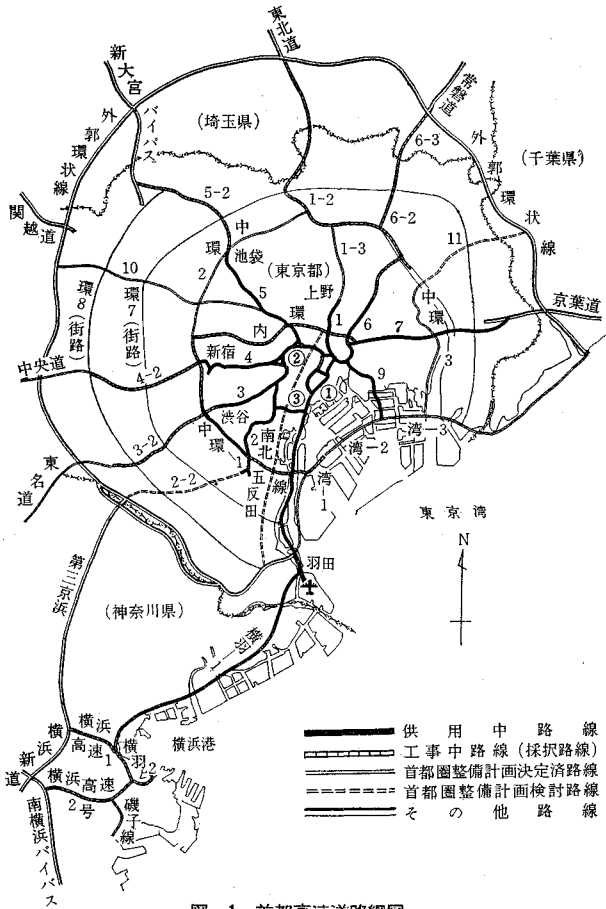 東北道
新大宮バイパス
常磐道
外郭環状線
(埼玉県)
6-3
外郭環状線
(千葉県)
関越道
5-2
1-2
6-2
中環
池袋
2
1-3
11
10
(東京都)
上野
環8(街路)
環7(街路)
5
内環
1
6
7
中環
京葉道
新宿
4
②
中央道
4-2
3
9
3
③
①
渋谷
中環
2
南北線
湾-3
3-2
湾-2
1
東名道
2-2
五反田
湾-1
東京湾
N
第三京浜
羽田
(神奈川県)
横羽-1
横浜高速1
横羽-2
横浜港
新横浜道
横浜高速2号
磯子線
南横浜バイパス
供用中路線
工事中路線(採択路線)
首都圏整備計画決定済路線
首都圏整備計画検討路線
その他路線
図-1 首都高速道路網図